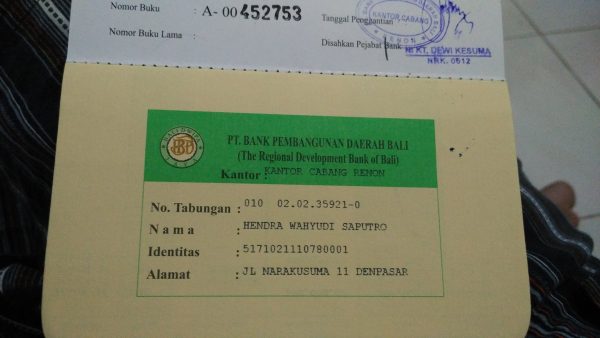 Nomor Buku : A- 00 452753
Tanggal Penggantian
KANTOR CABANG
RENON
Nomor Buku Lama :
Disahkan Pejabat Bank
NI KT. DEWI KESUMA
NRK. 0512
PT. BANK PEMBANGUNAN DAERAH BALI
(The Regional Development Bank of Bali)
Kantor : KANTOR CABANG RENON
No. Tabungan : 010 02.02.35921-0
N a m a : HENDRA WAHYUDI SAPUTRO
Identitas : 5171021110780001
Alamat : JL NARAKUSUMA 11 DENPASAR